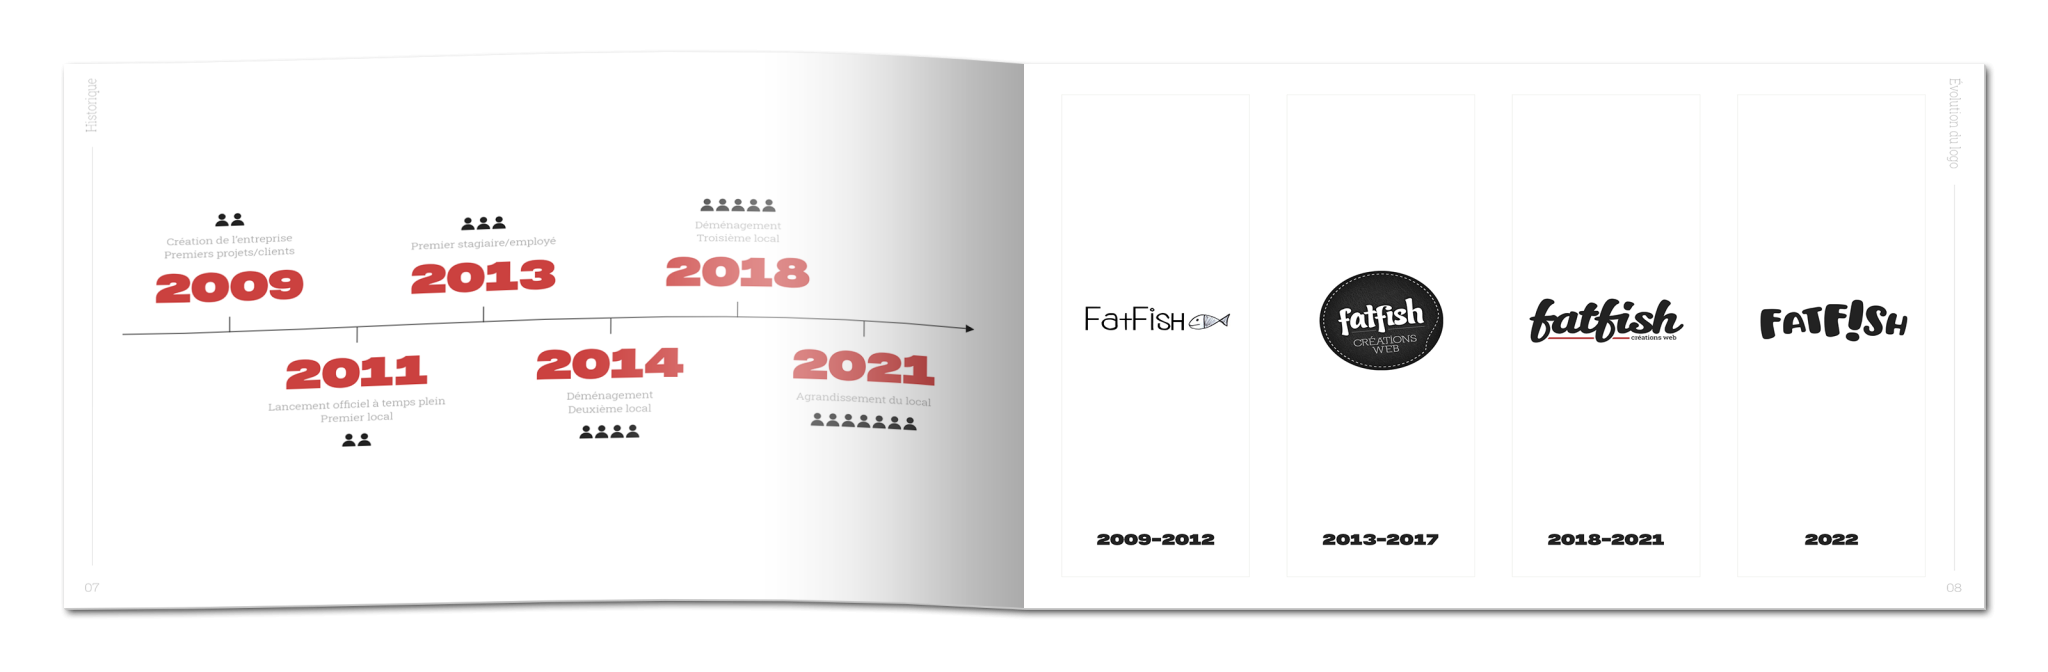 Historique
Création de l'entreprise
Premiers projets/clients
2009
Premier stagiaire/employé
2013
Déménagement
Troisième local
2018
2011
Lancement officiel à temps plein
Premier local
2014
Déménagement
Deuxième local
2021
Agrandissement du local
07
Évolution du logo
FatFisH
2009-2012
fatfish
CRÉATIONS
WEB
2013-2017
fatfish
créations web
2018-2021
FATF!SH
2022
08